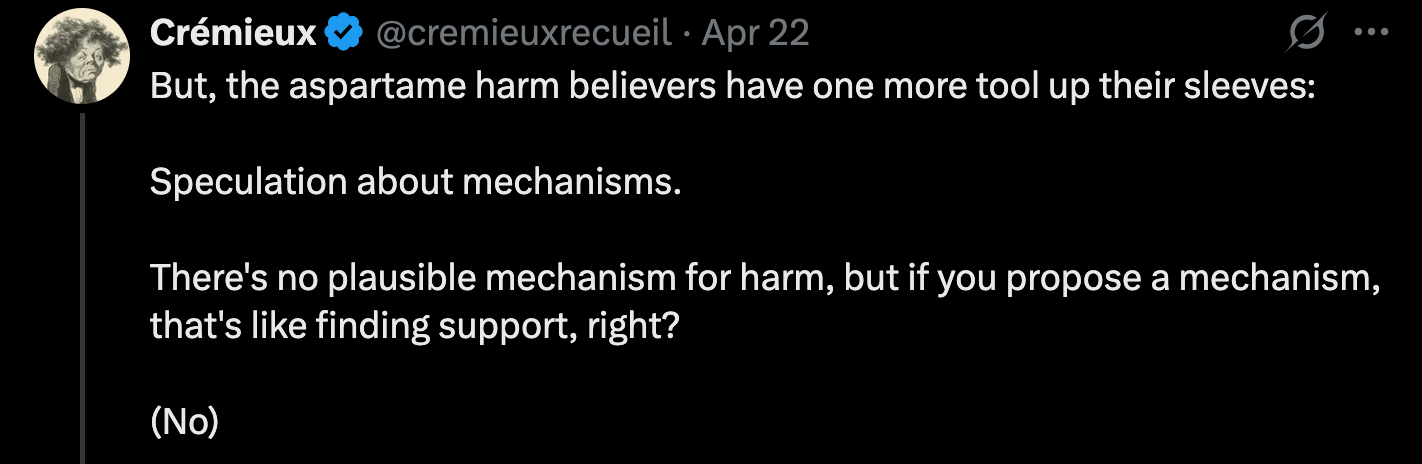 Crémieux @cremieuxrecueil · Apr 22
But, the aspartame harm believers have one more tool up their sleeves:
Speculation about mechanisms.
There's no plausible mechanism for harm, but if you propose a mechanism,
that's like finding support, right?
(No)